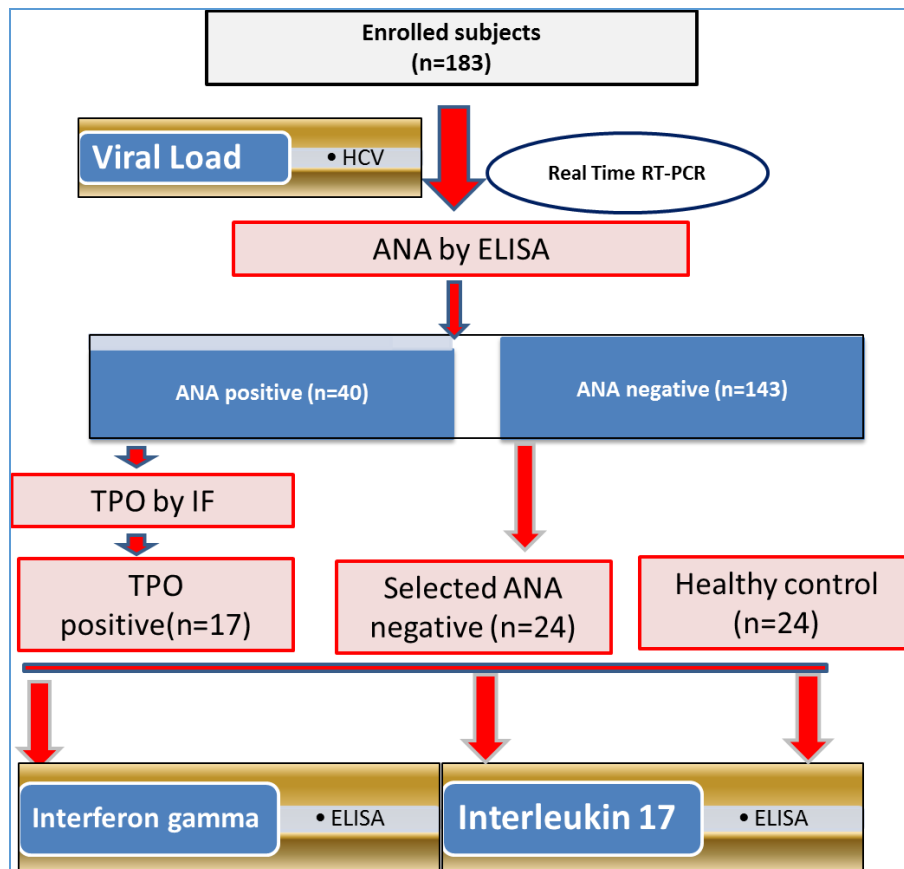 Enrolled subjects
(n=183)
Viral Load
• HCV
Real Time RT-PCR
ANA by ELISA
ANA positive (n=40)
ANA negative (n=143)
TPO by IF
TPO
positive(n=17)
Selected ANA
negative (n=24)
Healthy control
(n=24)
Interferon gamma
• ELISA
Interleukin 17
• ELISA